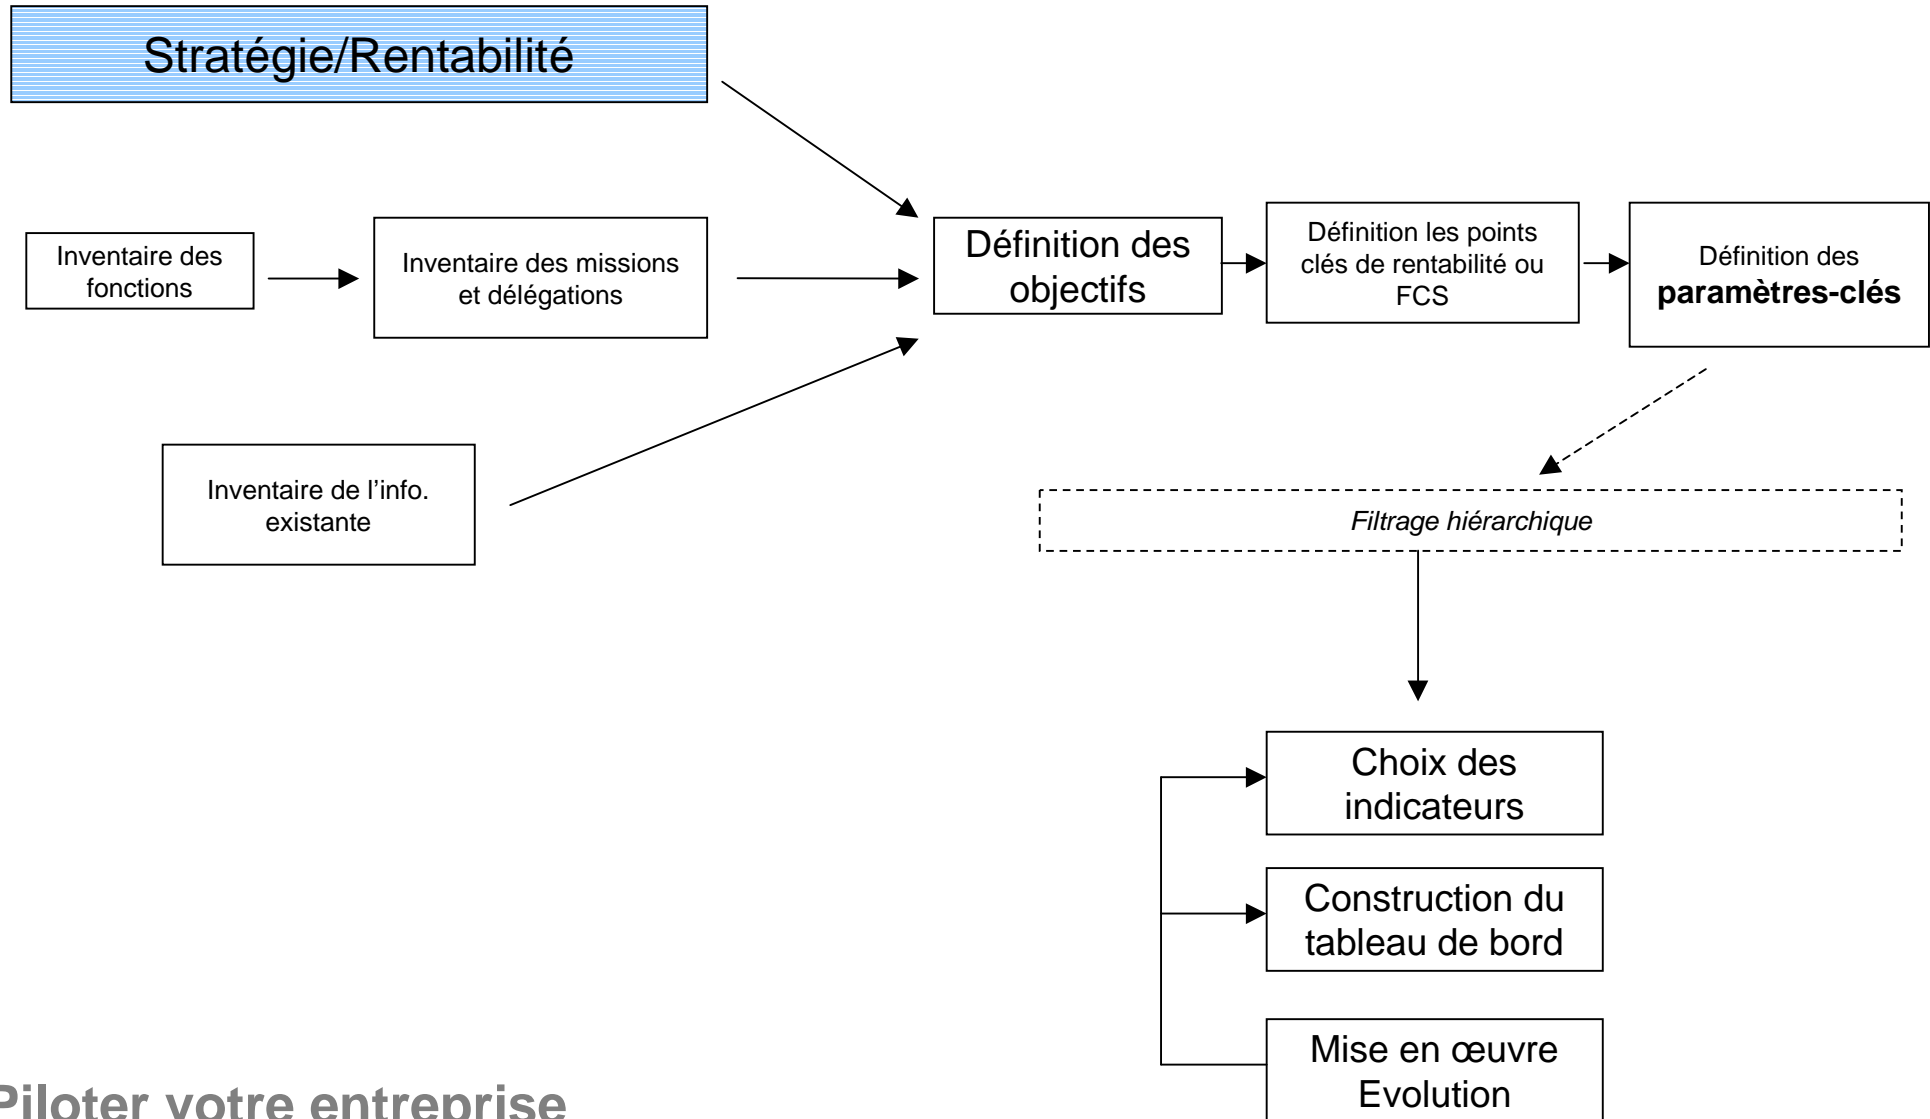 Stratégie/Rentabilité
Inventaire des
fonctions
Inventaire des missions
et délégations
Définition des
objectifs
Définition les points
clés de rentabilité ou
FCS
Définition des
paramètres-clés
Inventaire de l’info.
existante
Filtrage hiérarchique
Choix des
indicateurs
Construction du
tableau de bord
Mise en œuvre
Evolution
Piloter votre entreprise